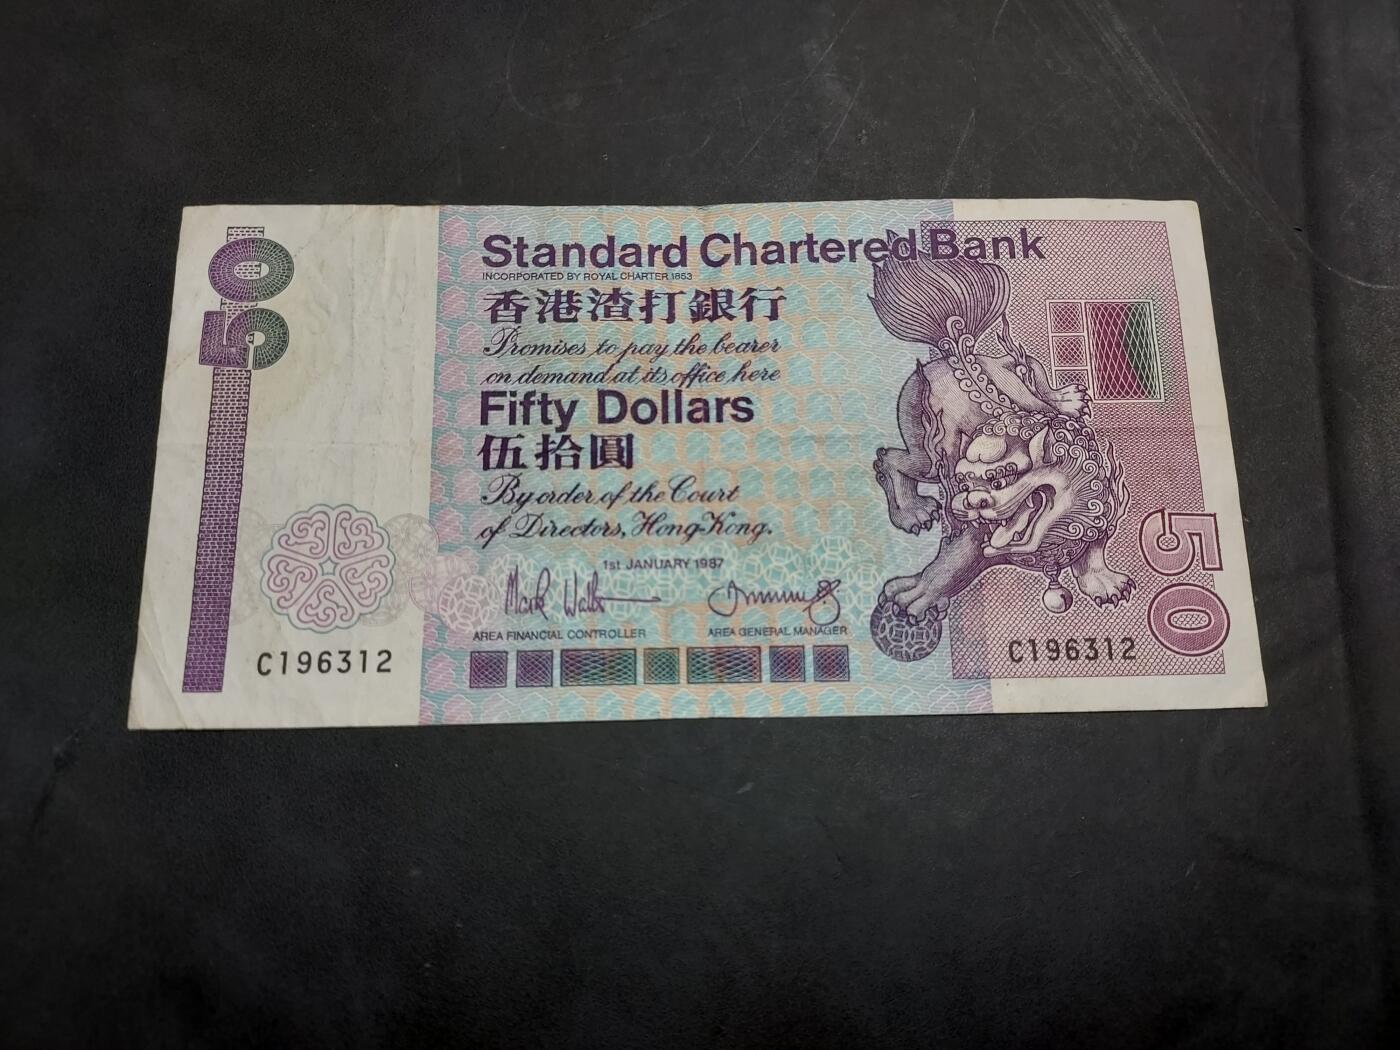 50
Standard Chartered Bank
INCORPORATED BY ROYAL CHARTER 1853
香港渣打銀行
Promises to pay the bearer
on demand at its office here
Fifty Dollars
伍拾圓
By order of the Court
of Directors, Hong Kong.
1st JANUARY 1987
AREA FINANCIAL CONTROLLER
AREA GENERAL MANAGER
C196312
C196312
50